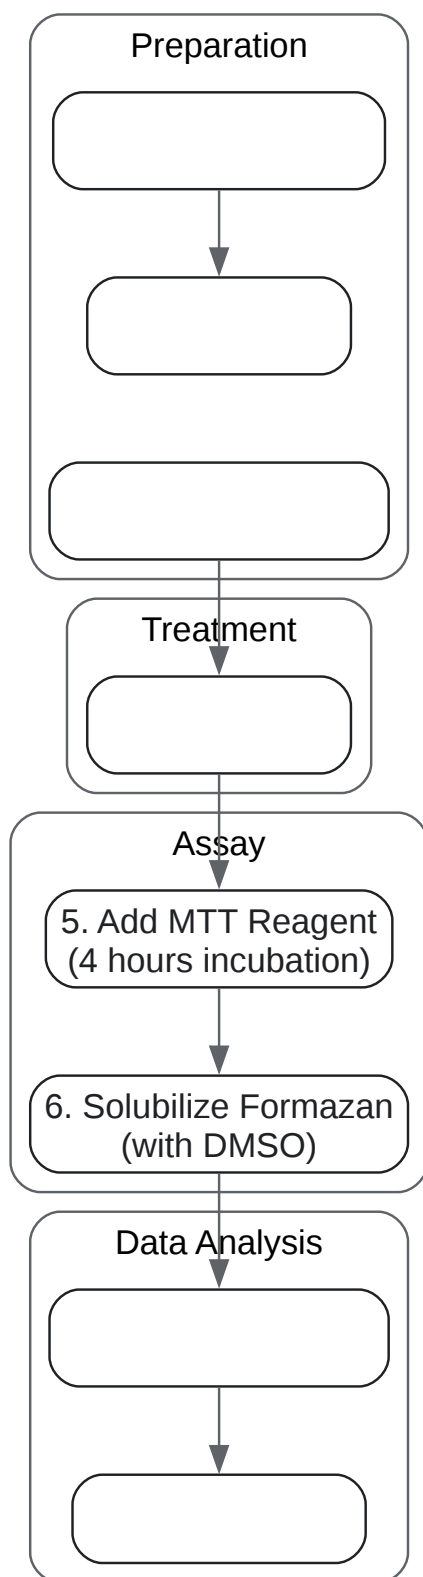 Preparation
Treatment
Assay
5. Add MTT Reagent
(4 hours incubation)
6. Solubilize Formazan
(with DMSO)
Data Analysis